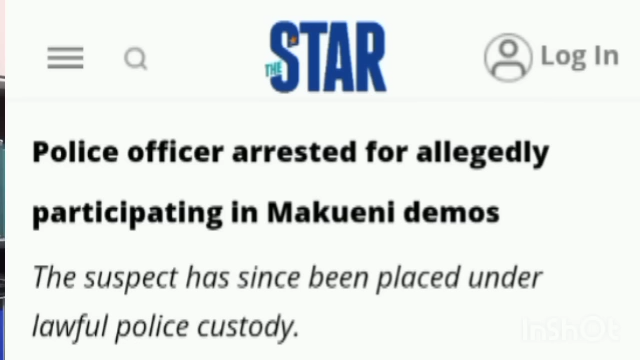 THE STAR
Log In
Police officer arrested for allegedly
participating in Makueni demos
The suspect has since been placed under
lawful police custody.
InShOt